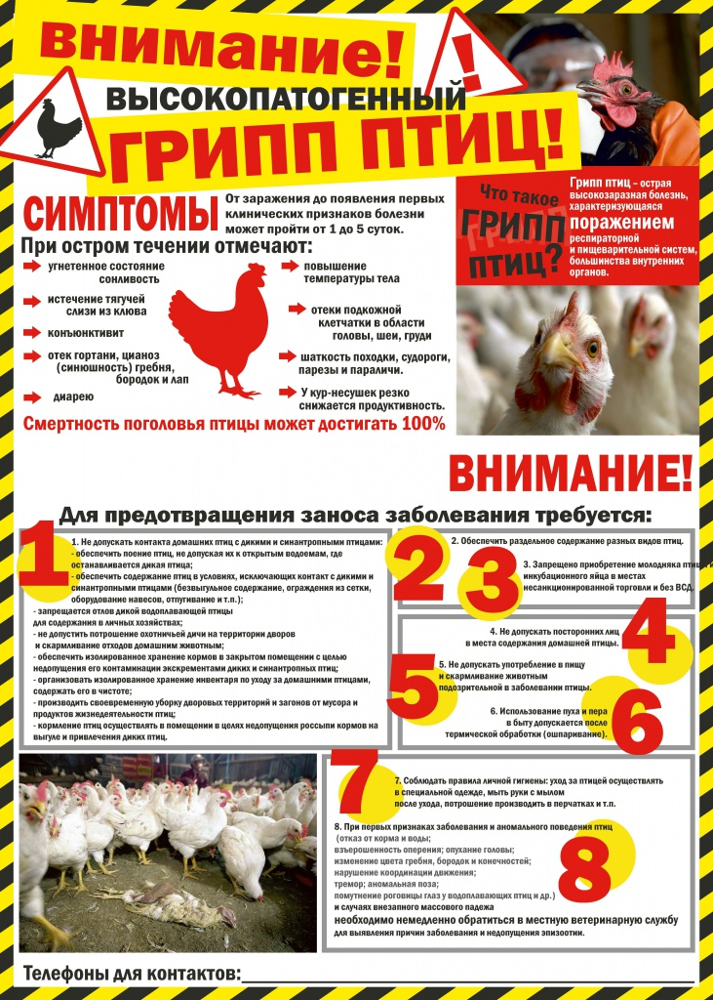 внимание!
ВЫСОКОПАТОГЕННЫЙ
ГРИПП ПТИЦ!
СИМПТОМЫ
От заражения до появления первых
клинических признаков болезни
может пройти от 1 до 5 суток.
При остром течении отмечают:
угнетенное состояние
сонливость
истечение тягучей
слизи из клюва
конъюнктивит
отек гортани, цианоз
(синюшность) гребня,
бородок и лап
диарею
повышение
температуры тела
отеки подкожной
клетчатки в области
головы, шеи, груди
шаткость походки, судороги,
парезы и параличи.
У кур-несушек резко
снижается продуктивность.
Смертность поголовья птицы может достигать 100%
Что такое
ГРИПП
птиц?
Грипп птиц – острая
высокозаразная болезнь,
характеризующаяся
поражением
респираторной
и пищеварительной систем,
большинства внутренних
органов.
ВНИМАНИЕ!
Для предотвращения заноса заболевания требуется:
1
1. Не допускать контакта домашних птиц с дикими и синантропными птицами:
- обеспечить поение птиц, не допуская их к открытым водоемам, где
останавливается дикая птица;
- обеспечить содержание птиц в условиях, исключающих контакт с дикими и
синантропными птицами (безвыгульное содержание, ограждения из сетки,
оборудование навесов, отпугивание и т.п.);
- запрещается отлов дикой водоплавающей птицы
для содержания в личных хозяйствах;
- не допустить потрошение охотничьей дичи на территории дворов
и скармливание отходов домашним животным;
- обеспечить изолированное хранение кормов в закрытом помещении с целью
недопущения его контаминации экскрементами диких и синантропных птиц;
- организовать изолированное хранение инвентаря по уходу за домашними птицами,
содержать его в чистоте;
- производить своевременную уборку дворовых территорий и загонов от мусора и
продуктов жизнедеятельности птиц;
- кормление птиц осуществлять в помещении в целях недопущения россыпи кормов на
выгуле и привлечения диких птиц.
2
2. Обеспечить раздельное содержание разных видов птиц.
3
3. Запрещено приобретение молодняка птицы и
инкубационного яйца в местах
несанкционированной торговли и без ВСД.
4
4. Не допускать посторонних лиц
в места содержания домашней птицы.
5
5. Не допускать употребление в пищу
и скармливание животным
подозрительной в заболевании птицы.
6
6. Использование пуха и пера
в быту допускается после
термической обработки (ошпаривание).
7
7. Соблюдать правила личной гигиены: уход за птицей осуществлять
в специальной одежде, мыть руки с мылом
после ухода, потрошение производить в перчатках и т.п.
8. При первых признаках заболевания и аномального поведения птиц
(отказ от корма и воды;
взъерошенность оперения; опухание головы;
изменение цвета гребня, бородок и конечностей;
нарушение координации движения;
тремор; аномальная поза;
помутнение роговицы глаз у водоплавающих птиц и др.)
и случаях внезапного массового падежа
необходимо немедленно обратиться в местную ветеринарную службу
для выявления причин заболевания и недопущения эпизоотии.
8
Телефоны для контактов: